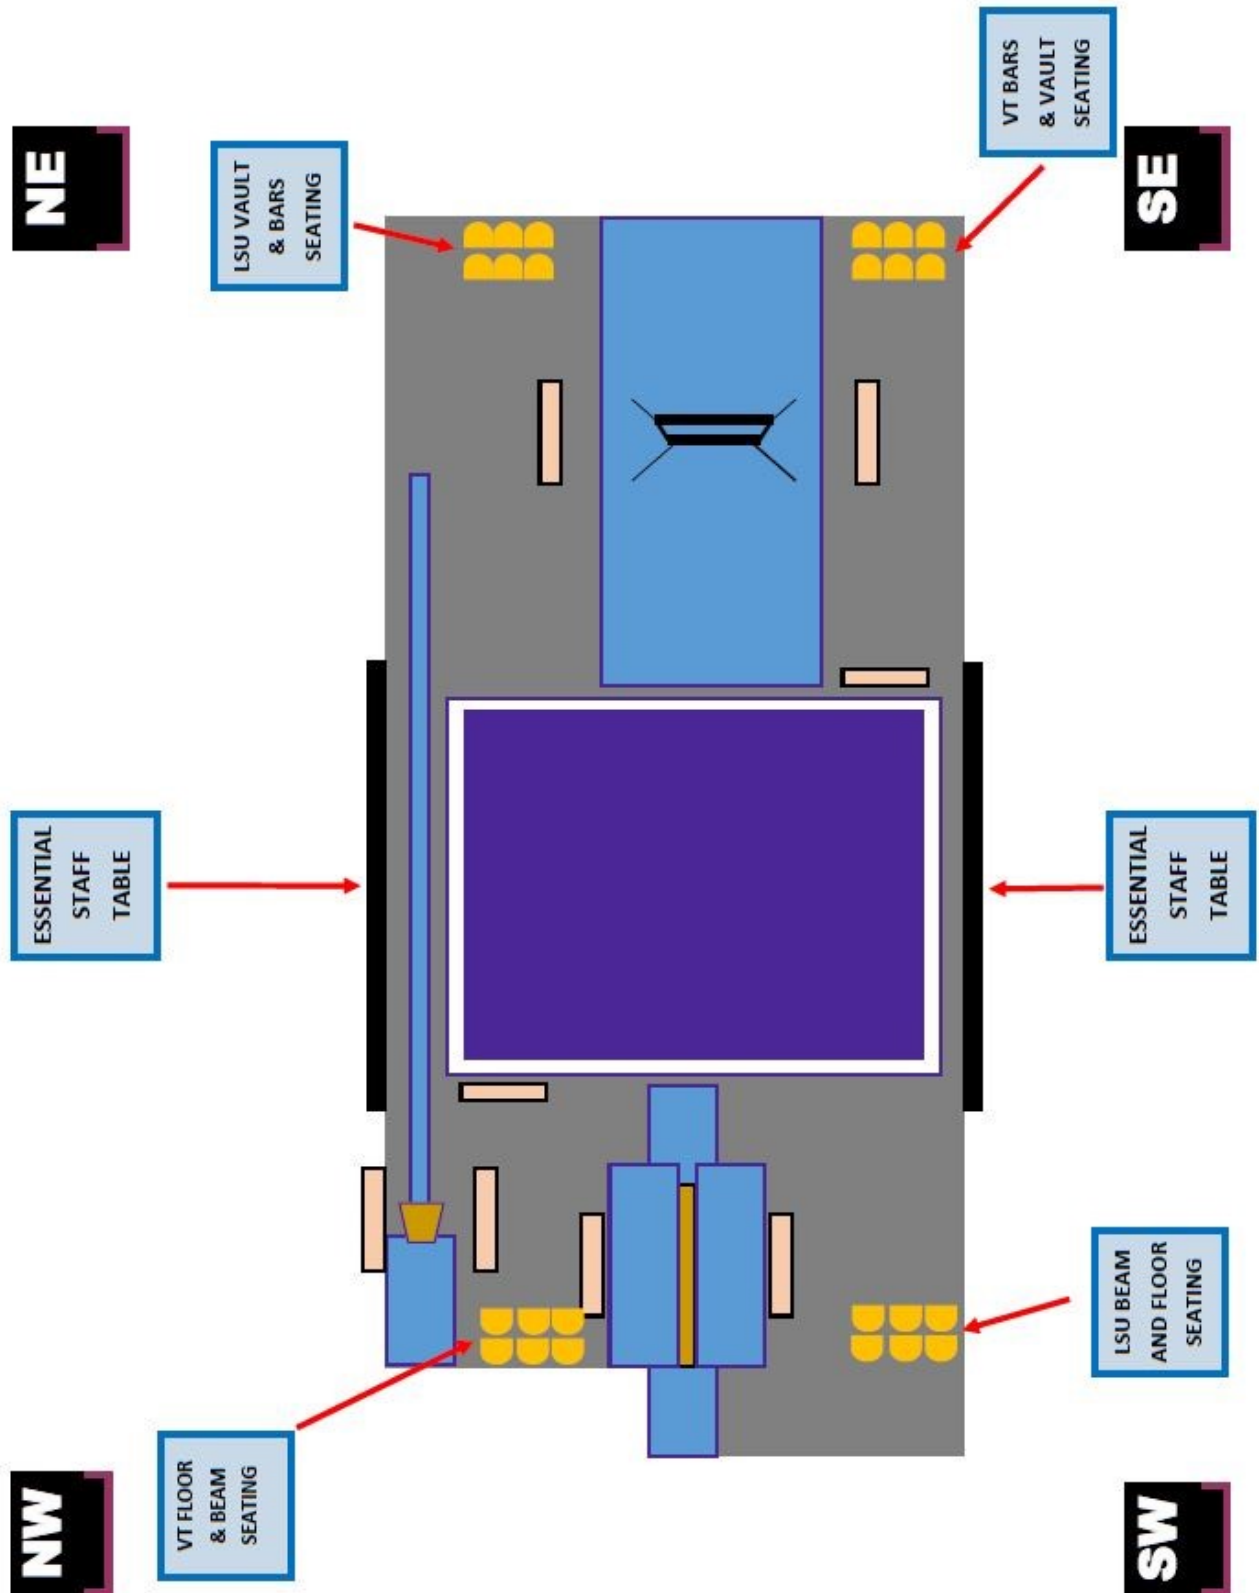 NW
VT FLOOR
& BEAM
SEATING
ESSENTIAL
STAFF
TABLE
LSU VAULT
& BARS
SEATING
NE
SW
LSU BEAM
AND FLOOR
SEATING
ESSENTIAL
STAFF
TABLE
VT BARS
& VAULT
SEATING
SE